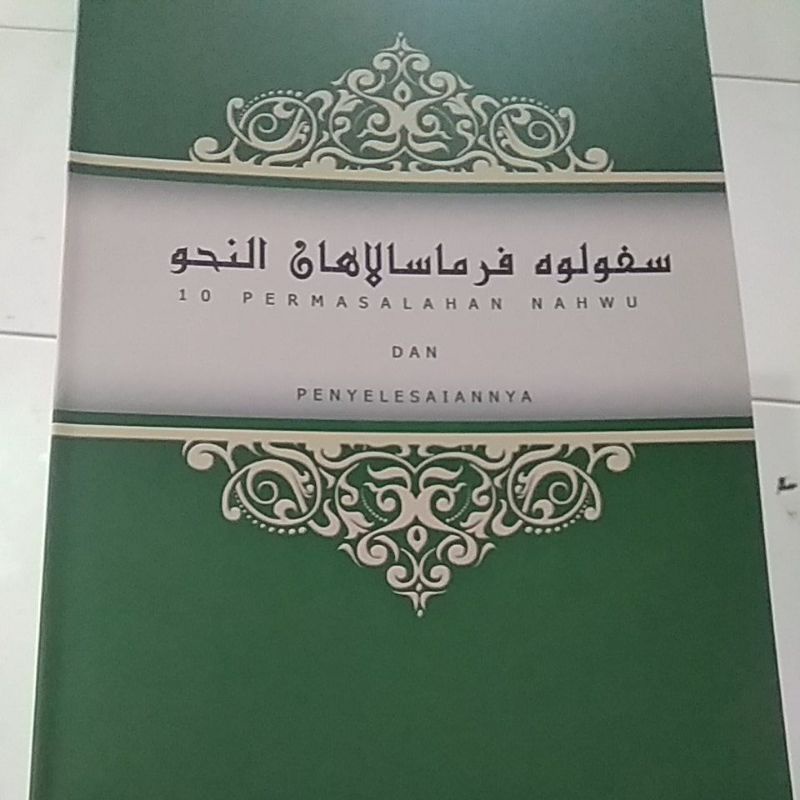 سفولوه فرماسالاهان النحو
10 PERMASALAHAN NAHWU
DAN
PENYELESAIANNYA